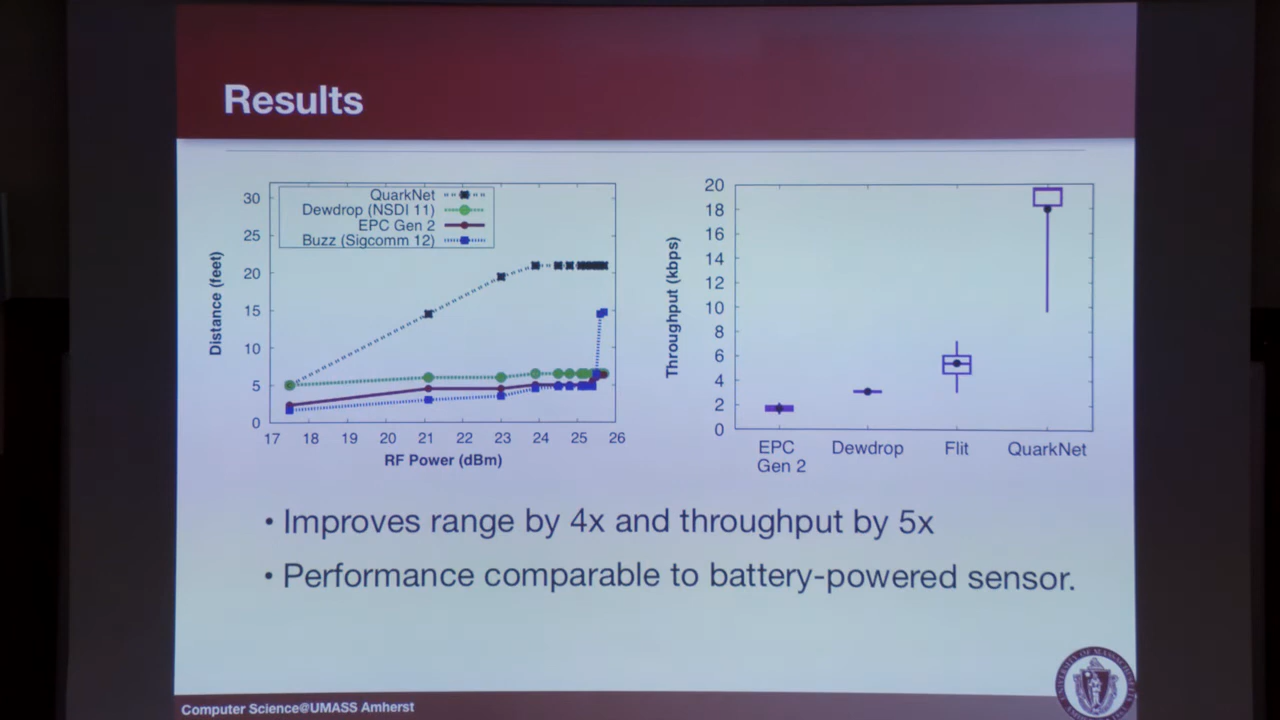 Results
QuarkNet
Dewdrop (NSDI 11)
EPC Gen 2
Buzz (Sigcomm 12)
30
25
20
15
10
5
0
Distance (feet)
17 18 19 20 21 22 23 24 25 26
RF Power (dBm)
20
18
16
14
12
10
8
6
4
2
0
Throughput (kbps)
EPC Dewdrop Flit QuarkNet
Gen 2
• Improves range by 4x and throughput by 5x
• Performance comparable to battery-powered sensor.
Computer Science@UMASS Amherst